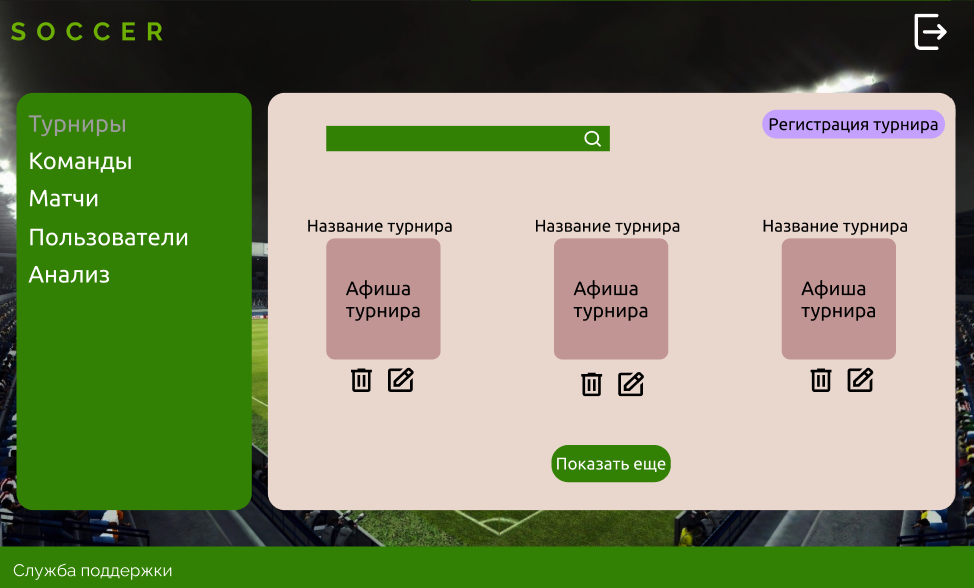 SOCCER
Турниры
Команды
Матчи
Пользователи
Анализ
Регистрация турнира
Название турнира
Афиша
турнира
Название турнира
Афиша
турнира
Название турнира
Афиша
турнира
Показать еще
Служба поддержки